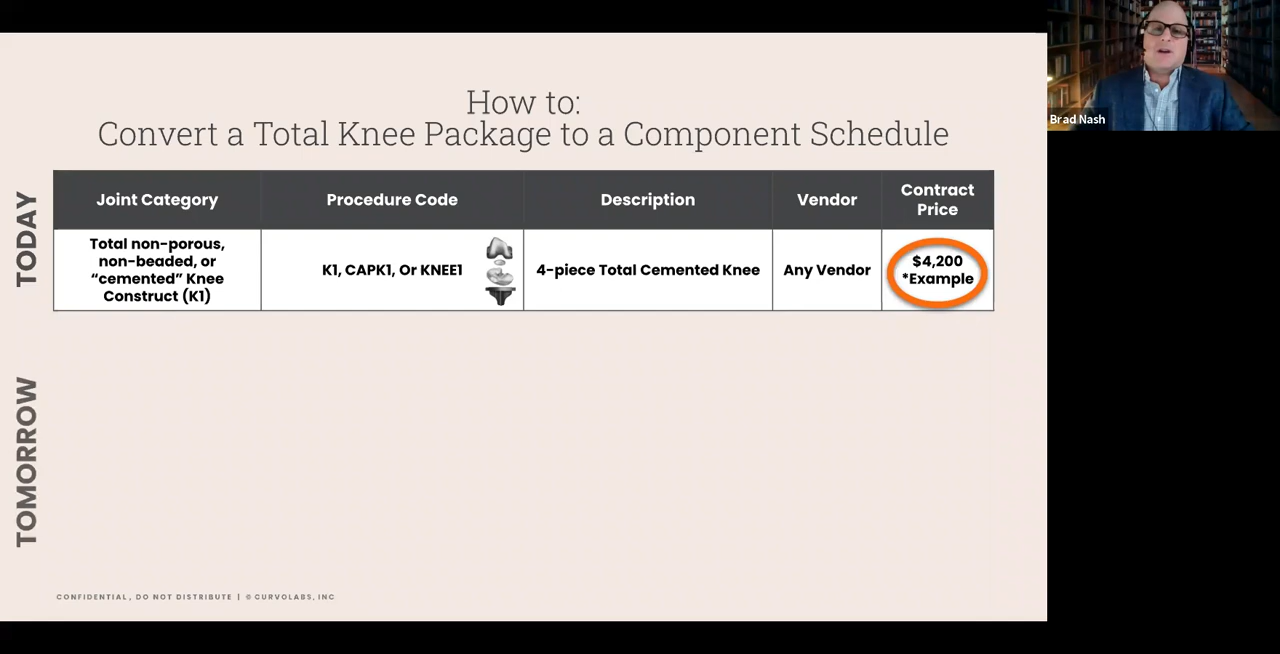 How to:
Convert a Total Knee Package to a Component Schedule
TODAY
Joint Category
Procedure Code
Description
Vendor
Contract
Price
Total non-porous,
non-beaded, or
“cemented” Knee
Construct (K1)
K1, CAPK1, Or KNEE1
4-piece Total Cemented Knee
Any Vendor
$4,200
*Example
TOMORROW
CONFIDENTIAL, DO NOT DISTRIBUTE | © CURVOLABS, INC
Brad Nash